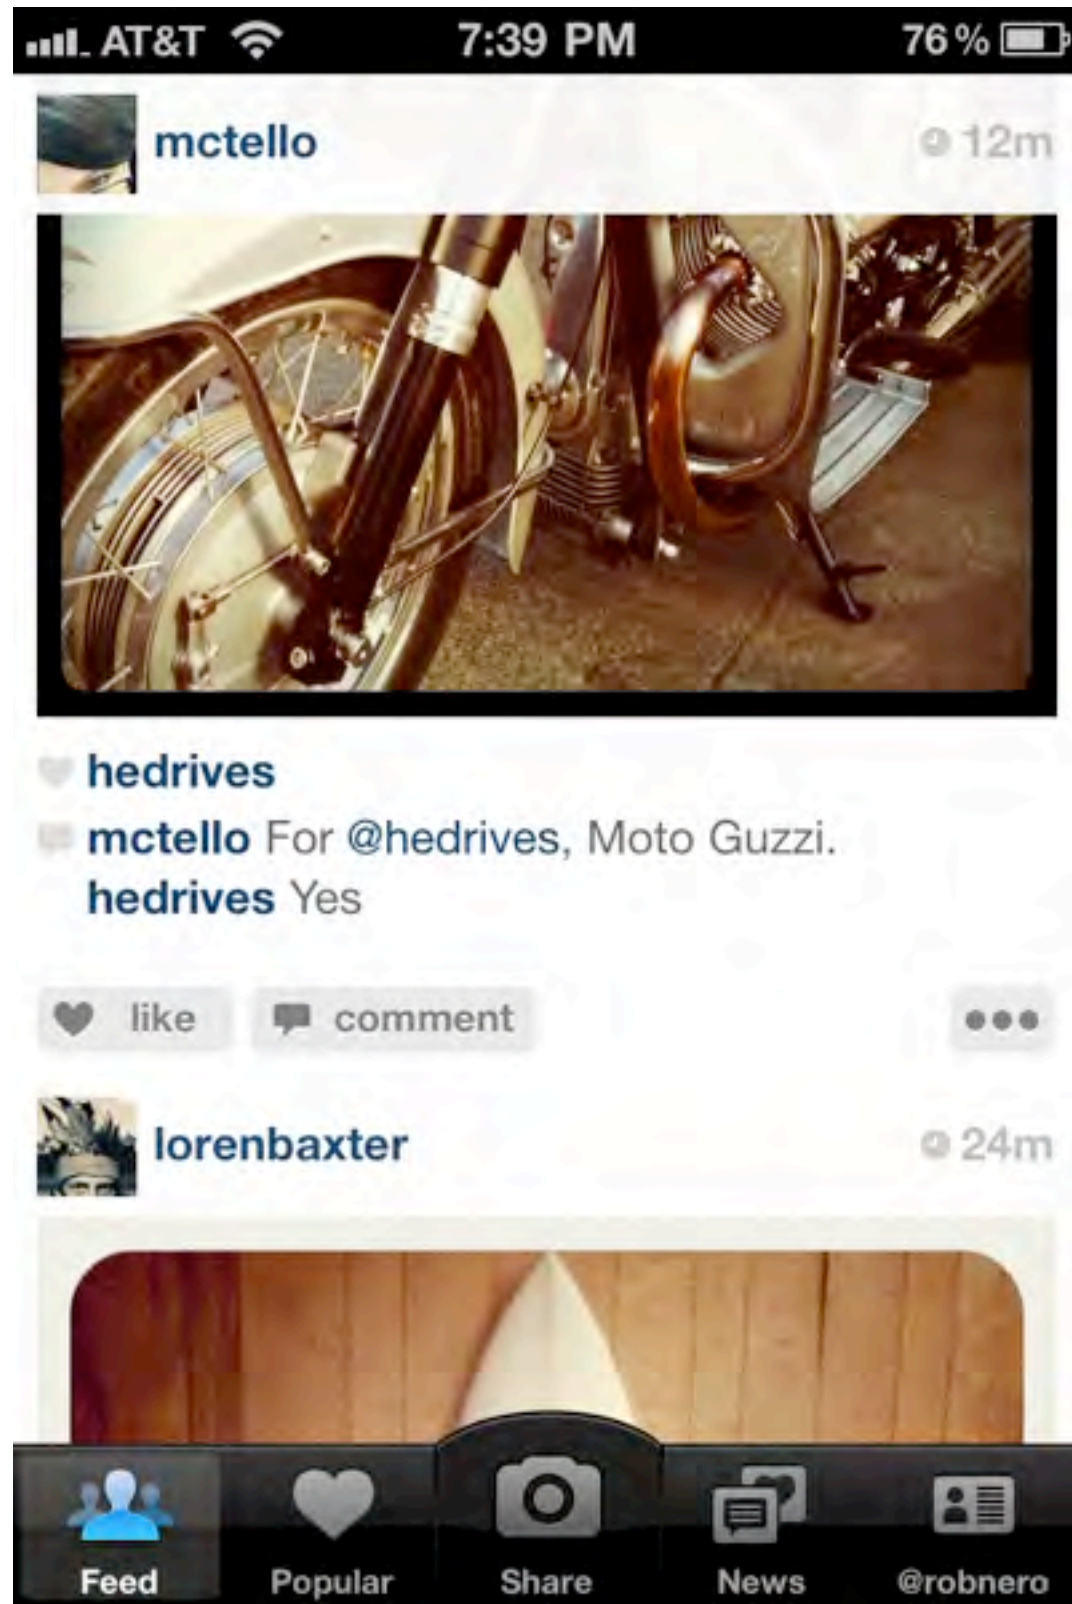 AT&T 7:39 PM 76%
mctello 12m
hedrives
mctello For @hedrives, Moto Guzzi.
hedrives Yes
like comment
lorenbaxter 24m
Feed Popular Share News @robnero